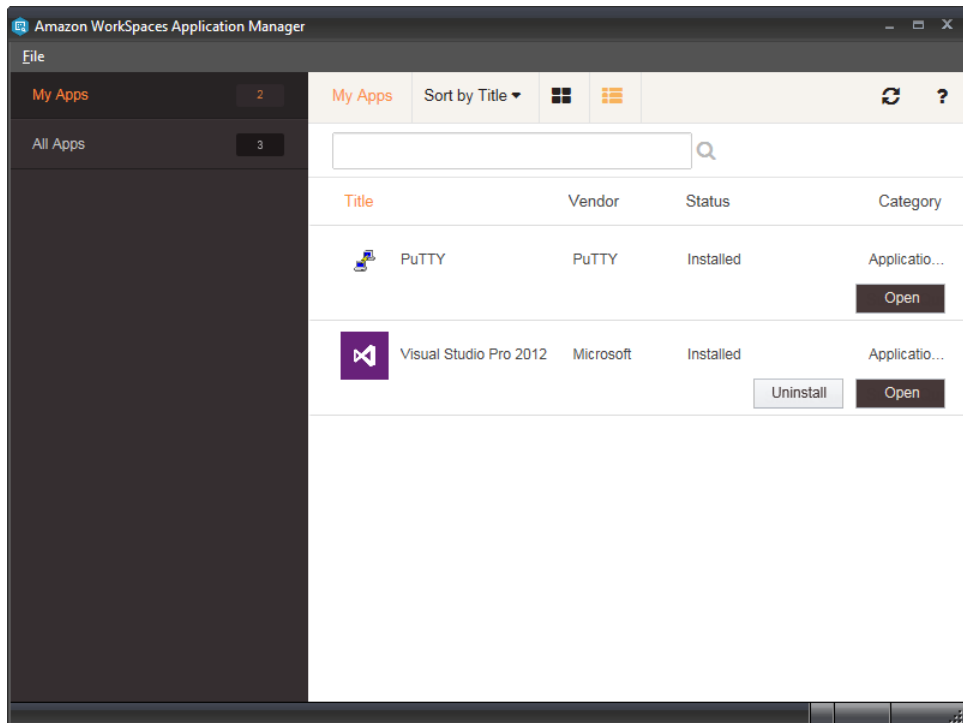 Amazon WorkSpaces Application Manager
File
My Apps 2
All Apps 3
My Apps Sort by Title ?
Title Vendor Status Category
PuTTY PuTTY Installed Applicatio...
Open
Visual Studio Pro 2012 Microsoft Installed Applicatio...
Uninstall Open